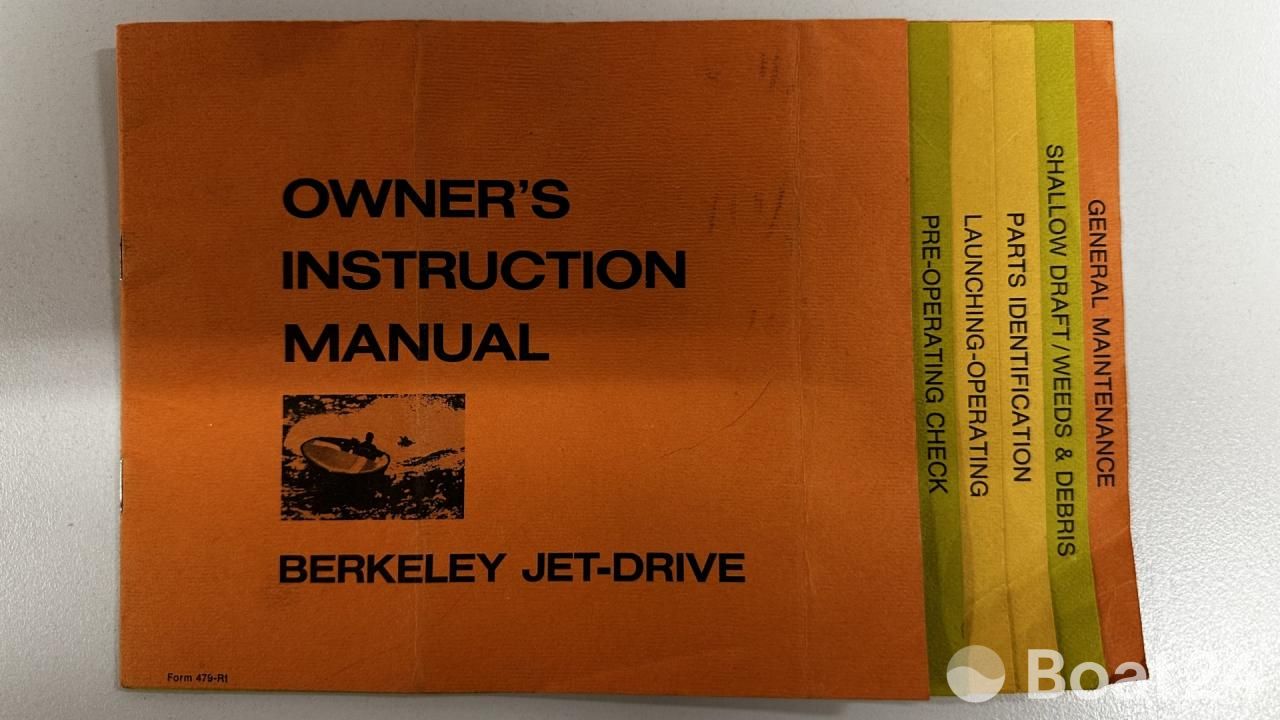 OWNER'S
INSTRUCTION
MANUAL
BERKELEY JET-DRIVE
Form 479-R1
PRE-OPERATING CHECK
LAUNCHING-OPERATING
PARTS IDENTIFICATION
SHALLOW DRAFT/WEEDS & DEBRIS
GENERAL MAINTENANCE
Boat24